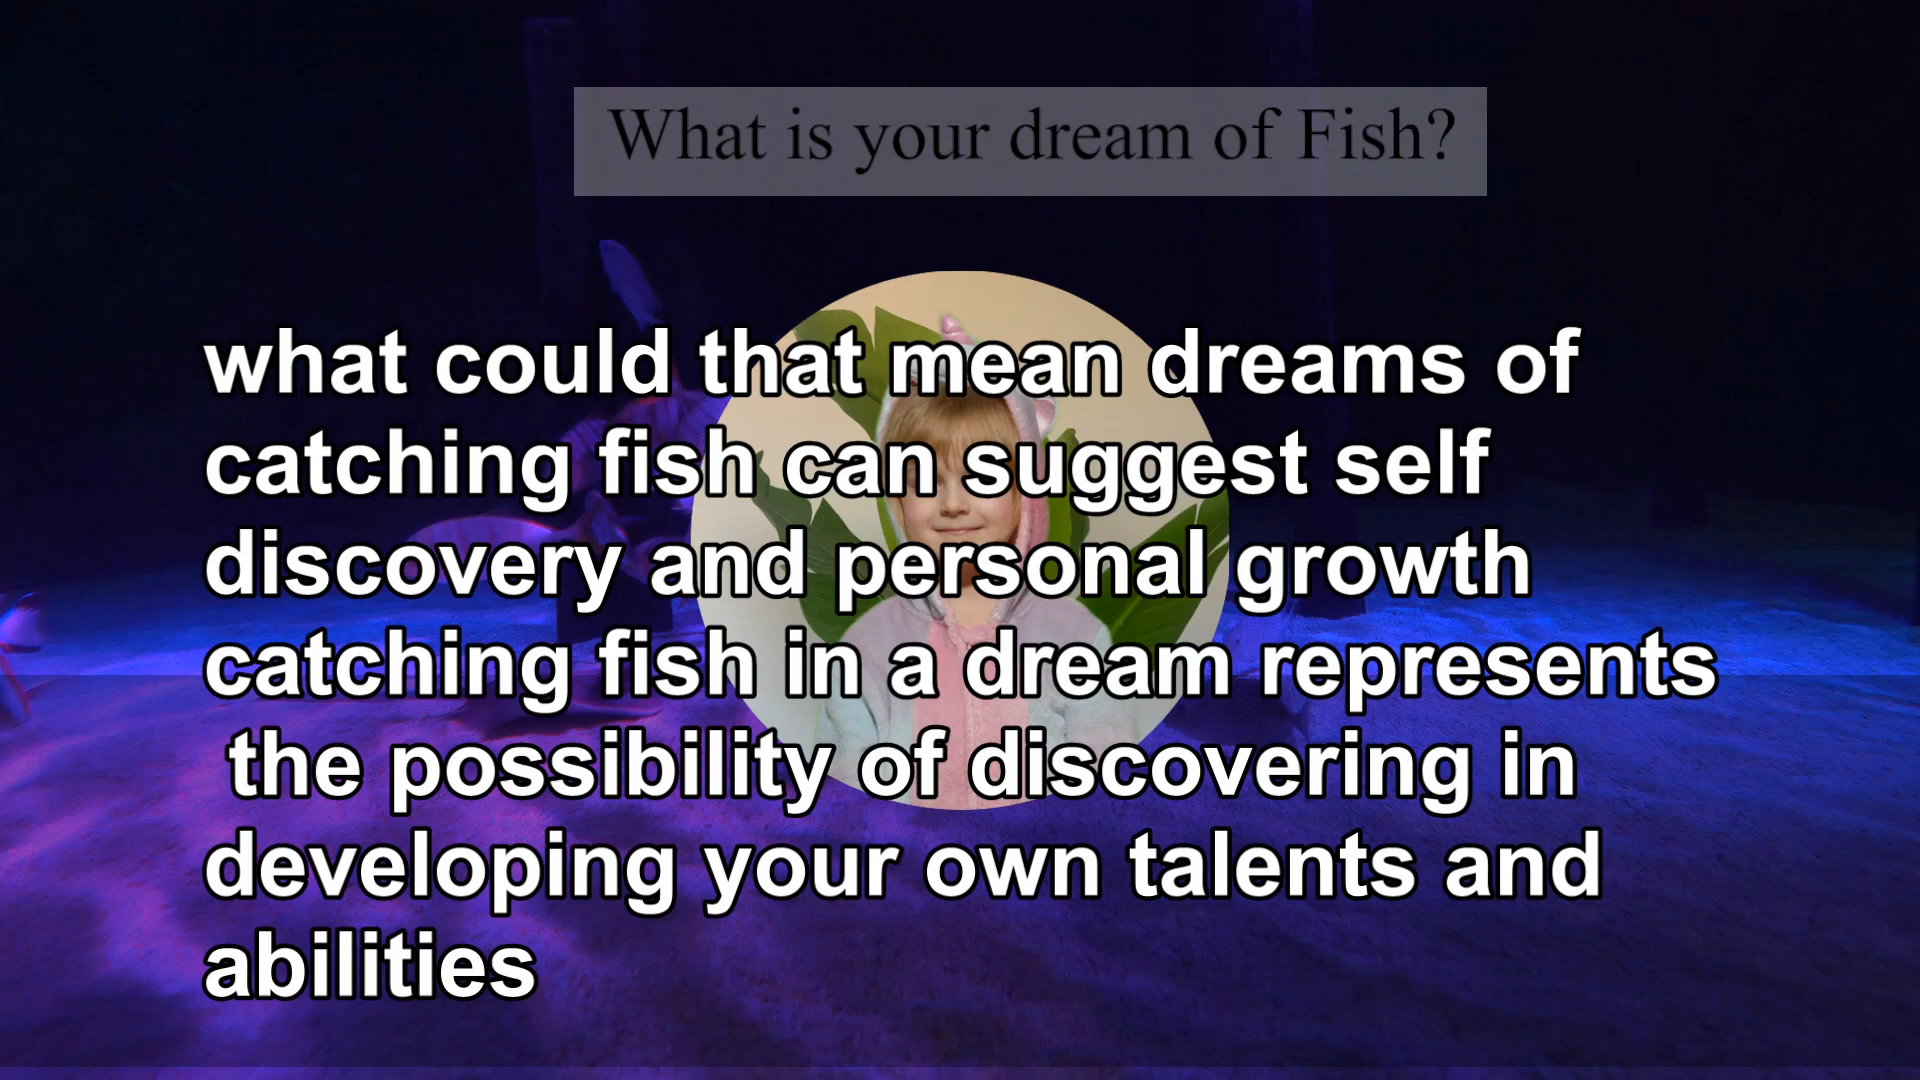 What is your dream of Fish?
what could that mean dreams of
catching fish can suggest self
discovery and personal growth
catching fish in a dream represents
the possibility of discovering in
developing your own talents and
abilities